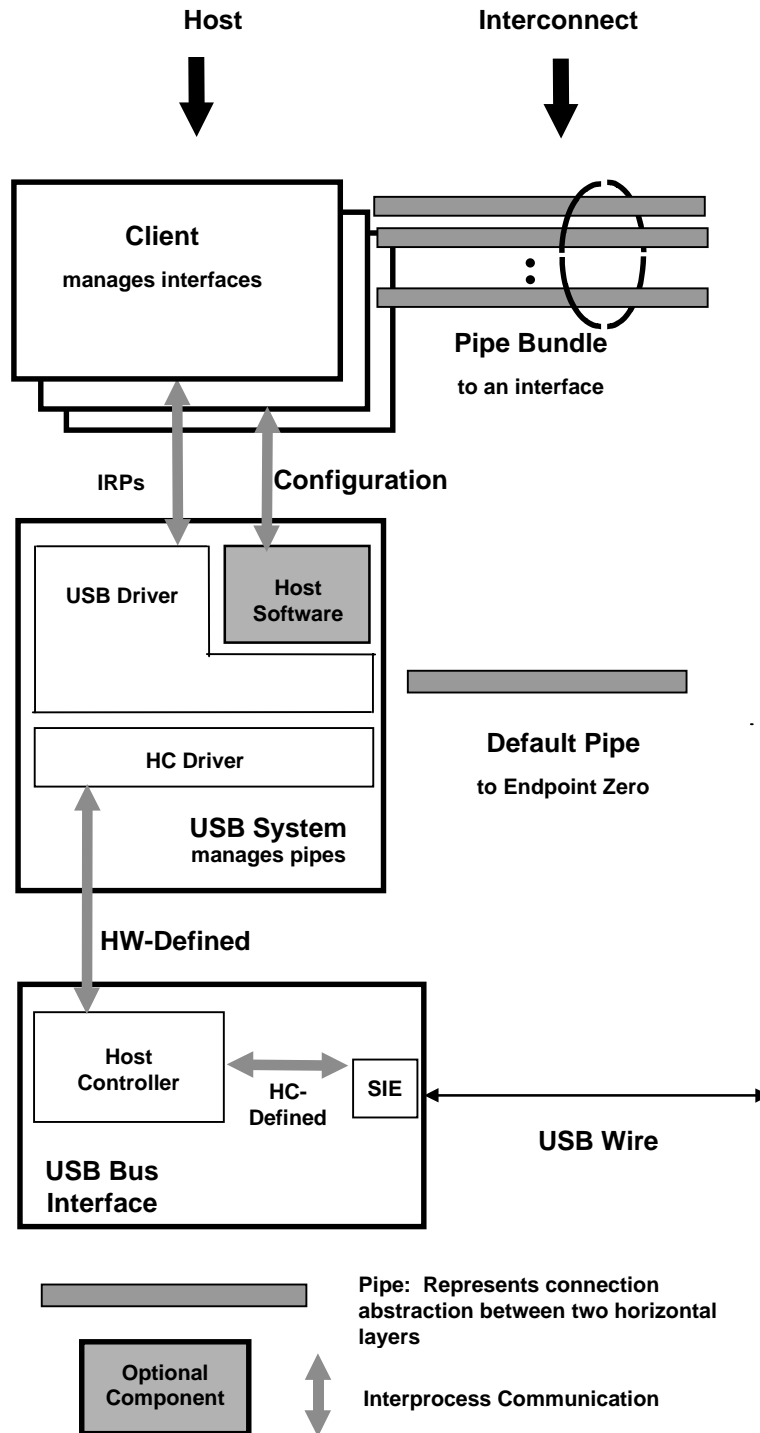 Host
Interconnect
Client
manages interfaces
Pipe Bundle
to an interface
IRPs
Configuration
USB Driver
Host
Software
HC Driver
USB System
manages pipes
Default Pipe
to Endpoint Zero
HW-Defined
Host
Controller
HC-
Defined
SIE
USB Wire
USB Bus
Interface
Pipe: Represents connection
abstraction between two horizontal
layers
Optional
Component
Interprocess Communication